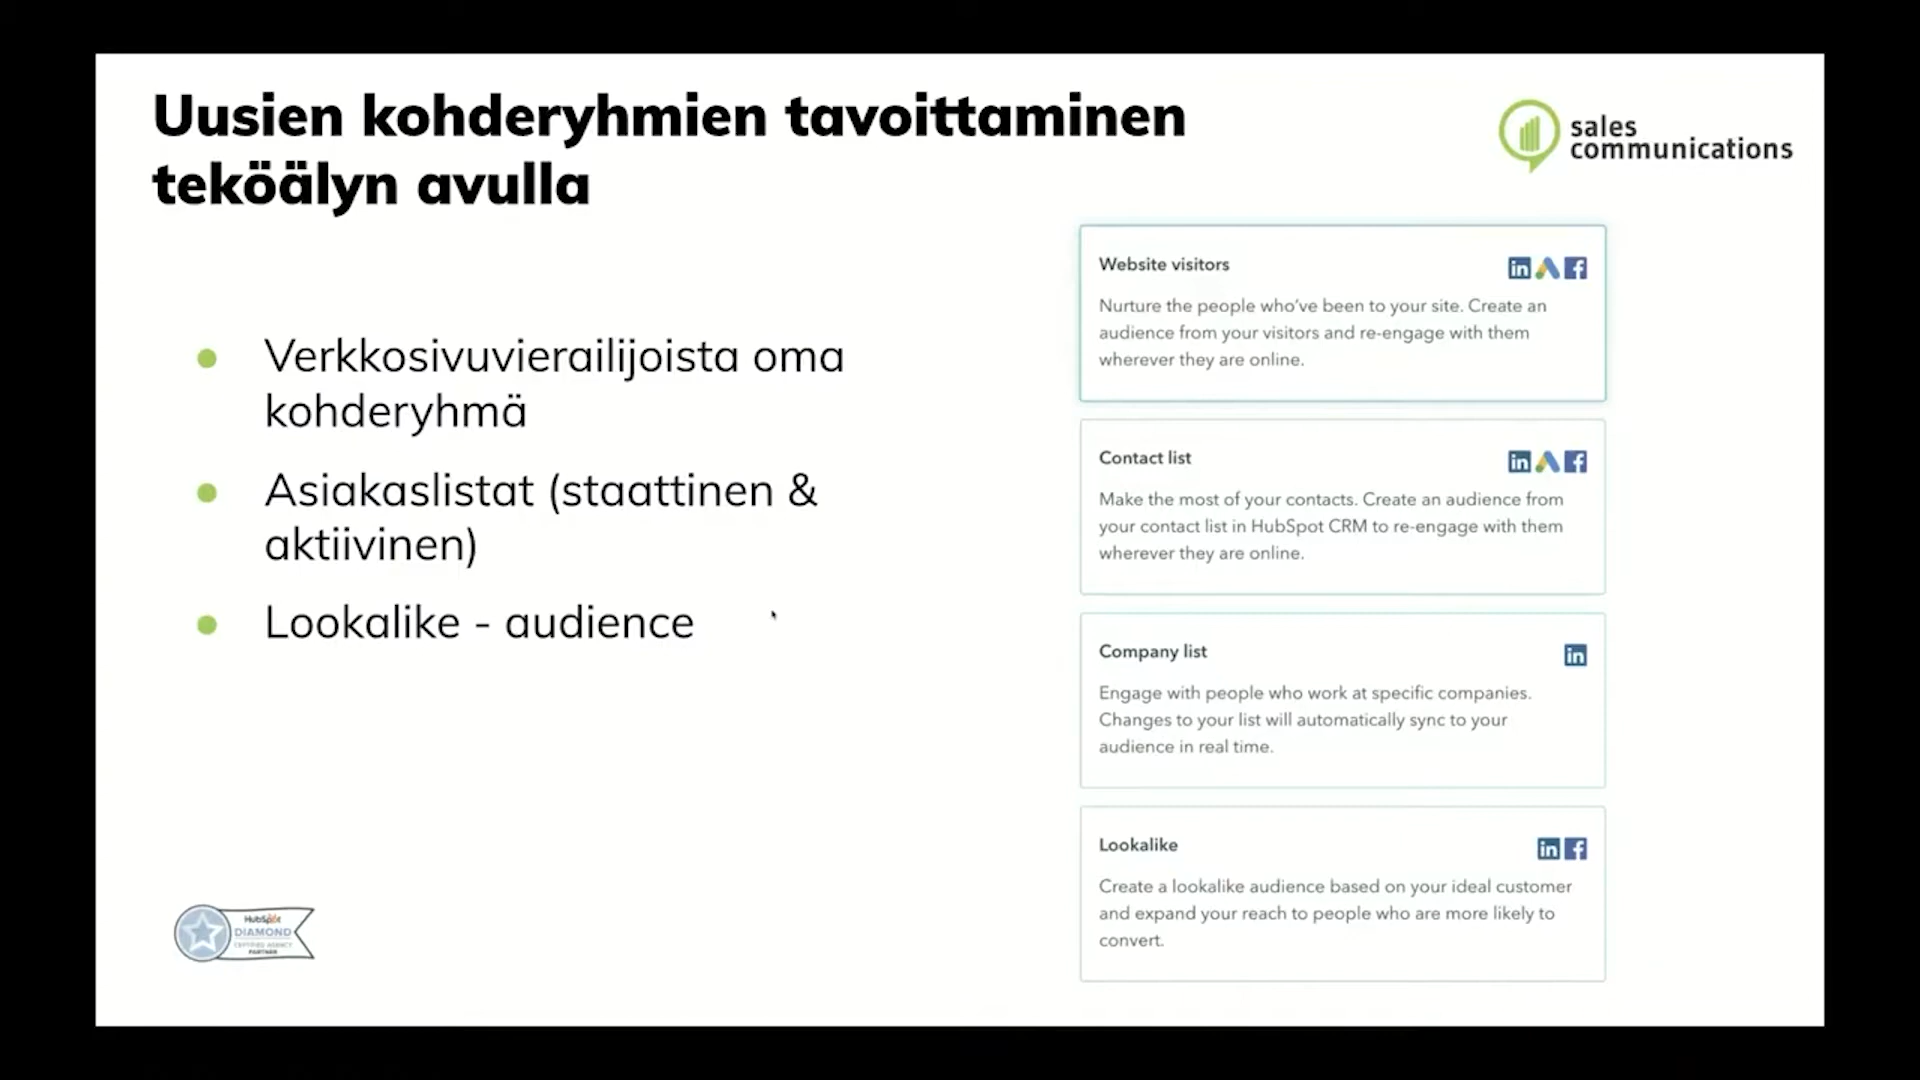 Uusien kohderyhmien tavoittaminen
teköälyn avulla
sales
communications
Verkkosivuvierailijoista oma
kohderyhmä
Asiakaslistat (staattinen &
aktiivinen)
Lookalike - audience
Website visitors
Nurture the people who’ve been to your site. Create an
audience from your visitors and re-engage with them
wherever they are online.
Contact list
Make the most of your contacts. Create an audience from
your contact list in HubSpot CRM to re-engage with them
wherever they are online.
Company list
Engage with people who work at specific companies.
Changes to your list will automatically sync to your
audience in real time.
Lookalike
Create a lookalike audience based on your ideal customer
and expand your reach to people who are more likely to
convert.
HubSpot
DIAMOND
CERTIFIED AGENCY
PARTNER